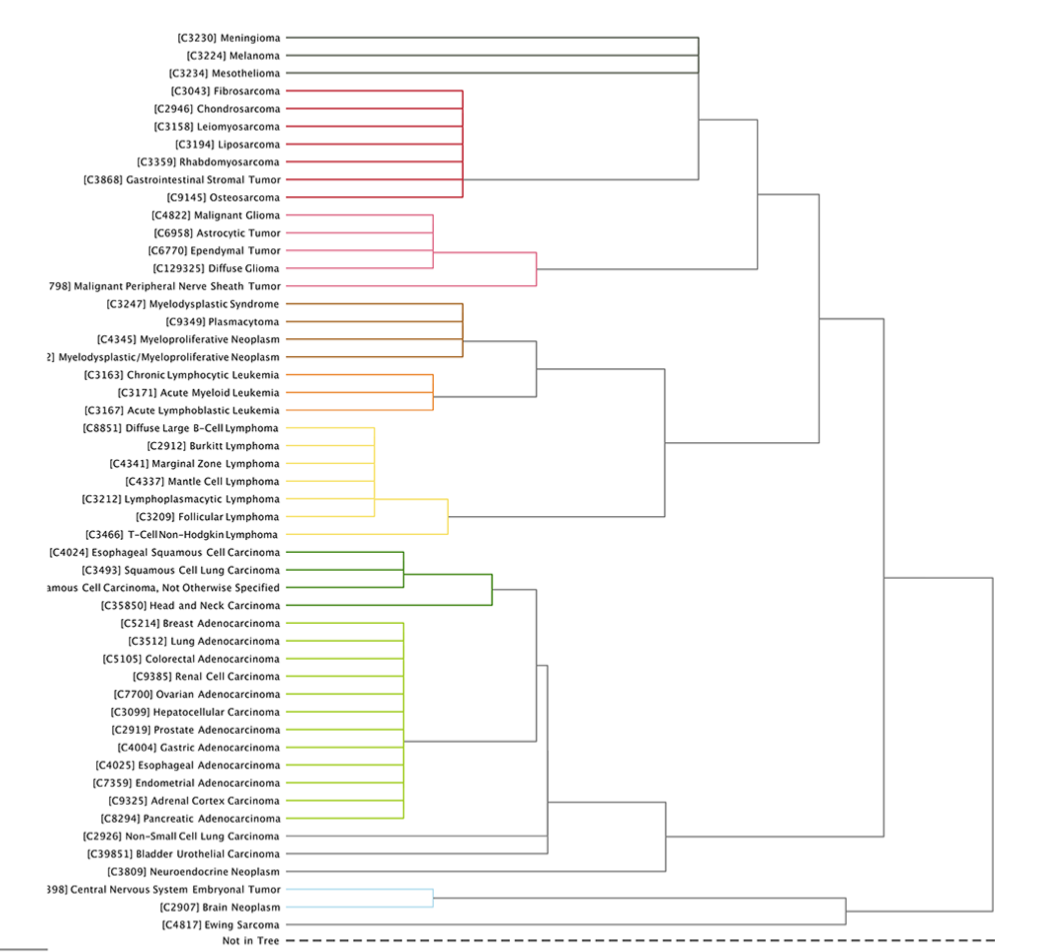 [C3230] Meningioma
[C3224] Melanoma
[C3234] Mesothelioma
[C3043] Fibrosarcoma
[C2946] Chondrosarcoma
[C3158] Leiomyosarcoma
[C3194] Liposarcoma
[C3359] Rhabdomyosarcoma
[C3868] Gastrointestinal Stromal Tumor
[C9145] Osteosarcoma
[C4822] Malignant Glioma
[C6958] Astrocytic Tumor
[C6770] Ependymal Tumor
[C129325] Diffuse Glioma
798] Malignant Peripheral Nerve Sheath Tumor
[C3247] Myelodysplastic Syndrome
[C9349] Plasmacytoma
[C4345] Myeloproliferative Neoplasm
2] Myelodysplastic/Myeloproliferative Neoplasm
[C3163] Chronic Lymphocytic Leukemia
[C3171] Acute Myeloid Leukemia
[C3167] Acute Lymphoblastic Leukemia
[C8851] Diffuse Large B-Cell Lymphoma
[C2912] Burkitt Lymphoma
[C4341] Marginal Zone Lymphoma
[C4337] Mantle Cell Lymphoma
[C3212] Lymphoplasmacytic Lymphoma
[C3209] Follicular Lymphoma
[C3466] T-Cell Non-Hodgkin Lymphoma
[C4024] Esophageal Squamous Cell Carcinoma
[C3493] Squamous Cell Lung Carcinoma
amous Cell Carcinoma, Not Otherwise Specified
[C35850] Head and Neck Carcinoma
[C5214] Breast Adenocarcinoma
[C3512] Lung Adenocarcinoma
[C5105] Colorectal Adenocarcinoma
[C9385] Renal Cell Carcinoma
[C7700] Ovarian Adenocarcinoma
[C3099] Hepatocellular Carcinoma
[C2919] Prostate Adenocarcinoma
[C4004] Gastric Adenocarcinoma
[C4025] Esophageal Adenocarcinoma
[C7359] Endometrial Adenocarcinoma
[C9325] Adrenal Cortex Carcinoma
[C8294] Pancreatic Adenocarcinoma
[C2926] Non-Small Cell Lung Carcinoma
[C39851] Bladder Urothelial Carcinoma
[C3809] Neuroendocrine Neoplasm
398] Central Nervous System Embryonal Tumor
[C2907] Brain Neoplasm
[C4817] Ewing Sarcoma
Not in Tree